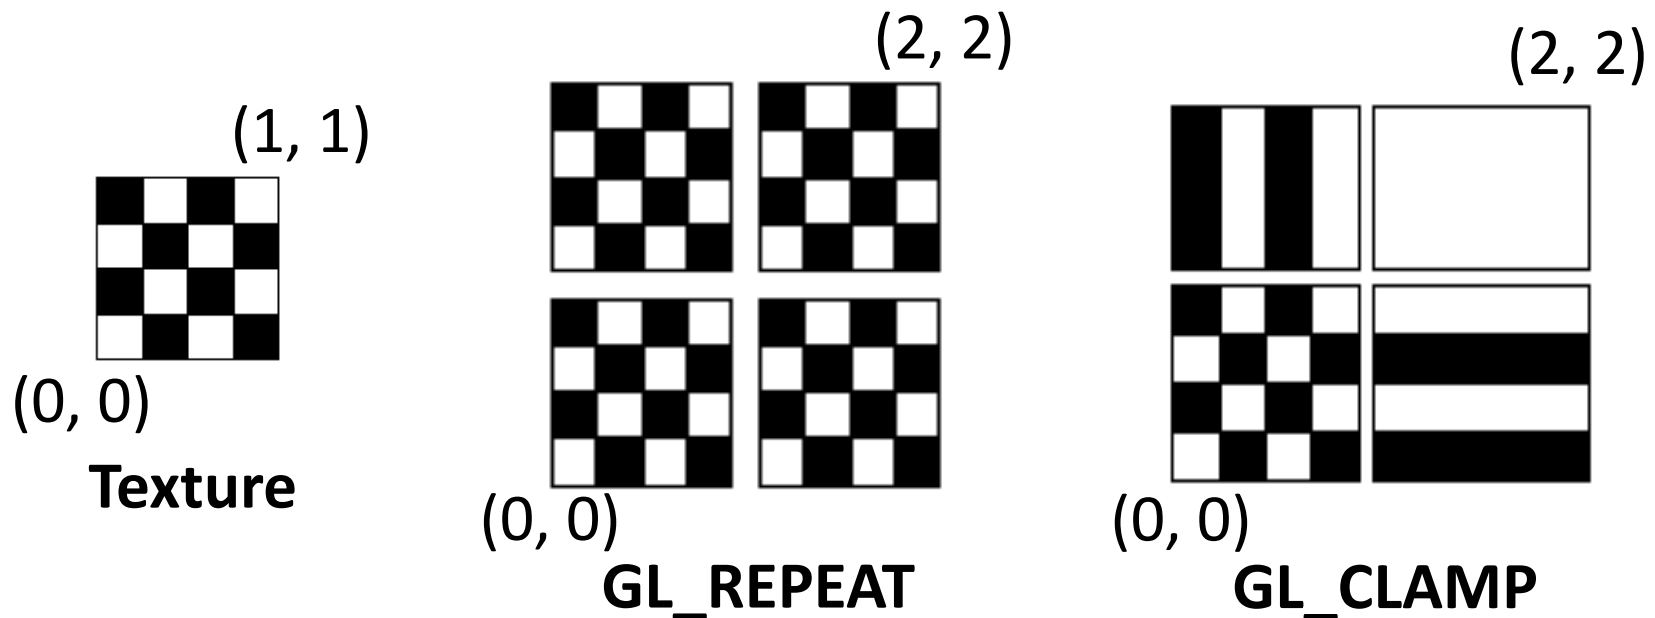 (1, 1)
(0, 0)
Texture
(2, 2)
(0, 0)
GL_REPEAT
(2, 2)
(0, 0)
GL_CLAMP